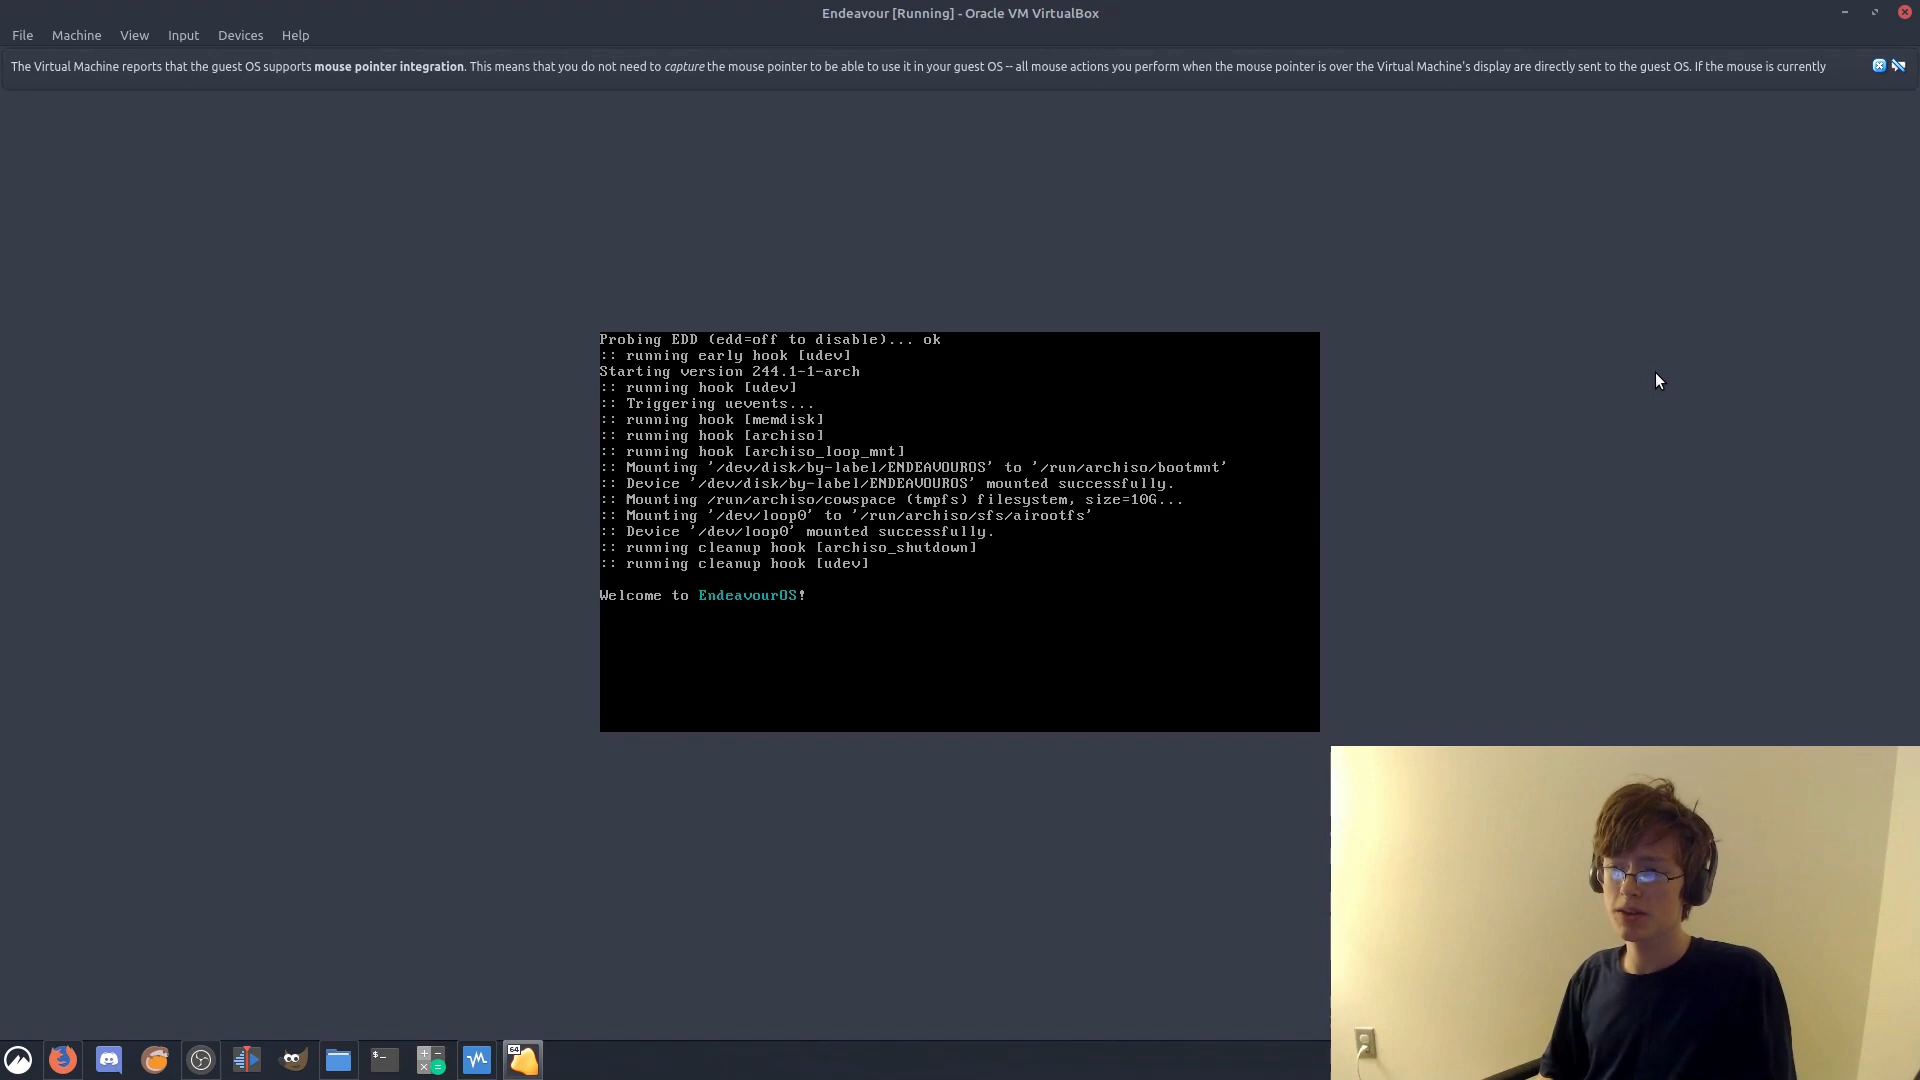 Endeavour [Running] - Oracle VM VirtualBox
File Machine View Input Devices Help
The Virtual Machine reports that the guest OS supports mouse pointer integration. This means that you do not need to capture the mouse pointer to be able to use it in your guest OS -- all mouse actions you perform when the mouse pointer is over the Virtual Machine's display are directly sent to the guest OS. If the mouse is currently
Probing EDD (edd=off to disable)... ok
:: running early hook [udev]
Starting version 244.1-1-arch
:: running hook [udev]
:: Triggering uevents...
:: running hook [memdisk]
:: running hook [archiso]
:: running hook [archiso_loop_mnt]
:: Mounting '/dev/disk/by-label/ENDEAVOUROS' to '/run/archiso/bootmnt'
:: Device '/dev/disk/by-label/ENDEAVOUROS' mounted successfully.
:: Mounting /run/archiso/cowspace (tmpfs) filesystem, size=10G...
:: Mounting '/dev/loop0' to '/run/archiso/sfs/airootfs'
:: Device '/dev/loop0' mounted successfully.
:: running cleanup hook [archiso_shutdown]
:: running cleanup hook [udev]
Welcome to EndeavourOS!
$-
64